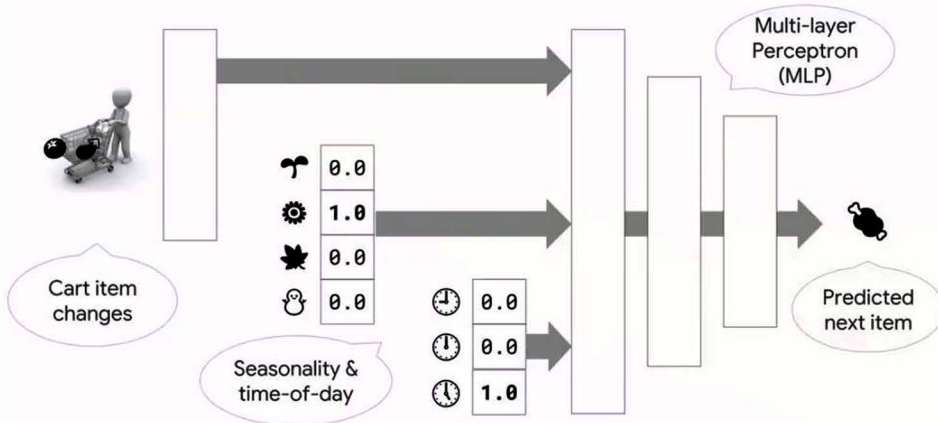 Multi-layer
Perceptron
(MLP)
0.0
1.0
0.0
0.0
Cart item
changes
0.0
0.0
1.0
Seasonality &
time-of-day
Predicted
next item